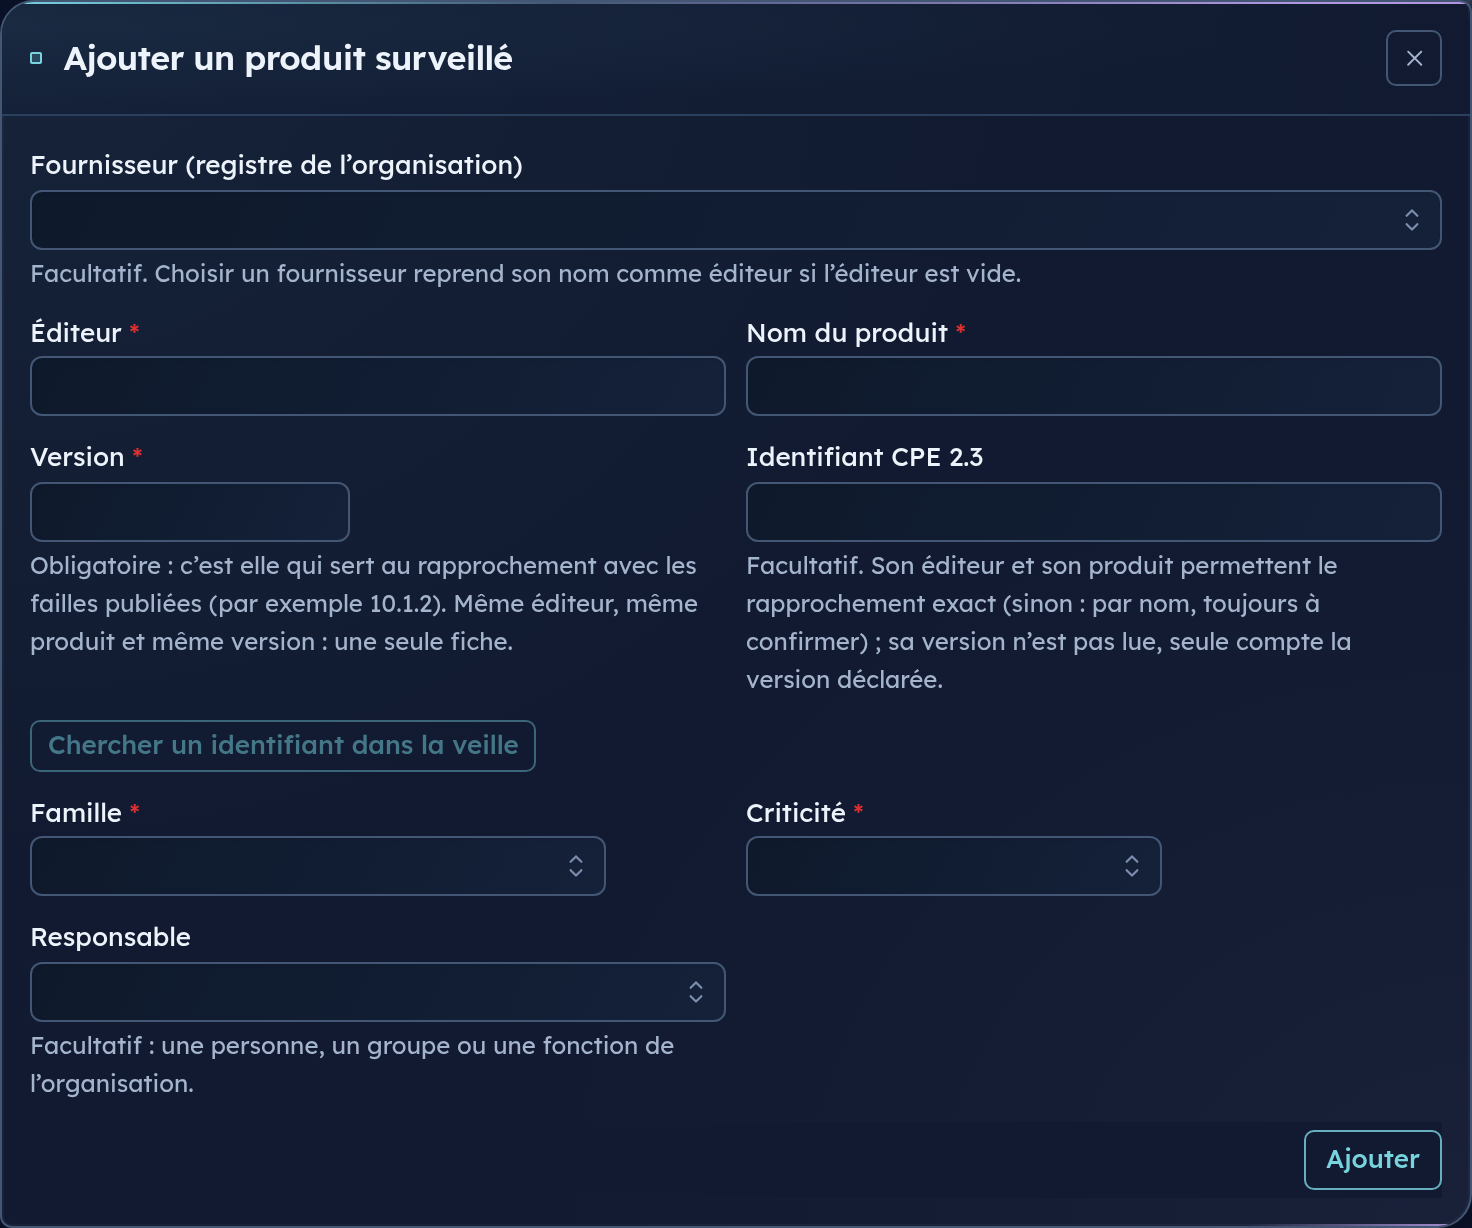 Ajouter un produit surveillé
Fournisseur (registre de l’organisation)
Facultatif. Choisir un fournisseur reprend son nom comme éditeur si l’éditeur est vide.
Éditeur *
Nom du produit *
Version *
Identifiant CPE 2.3
Obligatoire : c’est elle qui sert au rapprochement avec les
failles publiées (par exemple 10.1.2). Même éditeur, même
produit et même version : une seule fiche.
Facultatif. Son éditeur et son produit permettent le
rapprochement exact (sinon : par nom, toujours à
confirmer) ; sa version n’est pas lue, seule compte la
version déclarée.
Chercher un identifiant dans la veille
Famille *
Criticité *
Responsable
Facultatif : une personne, un groupe ou une fonction de
l’organisation.
Ajouter